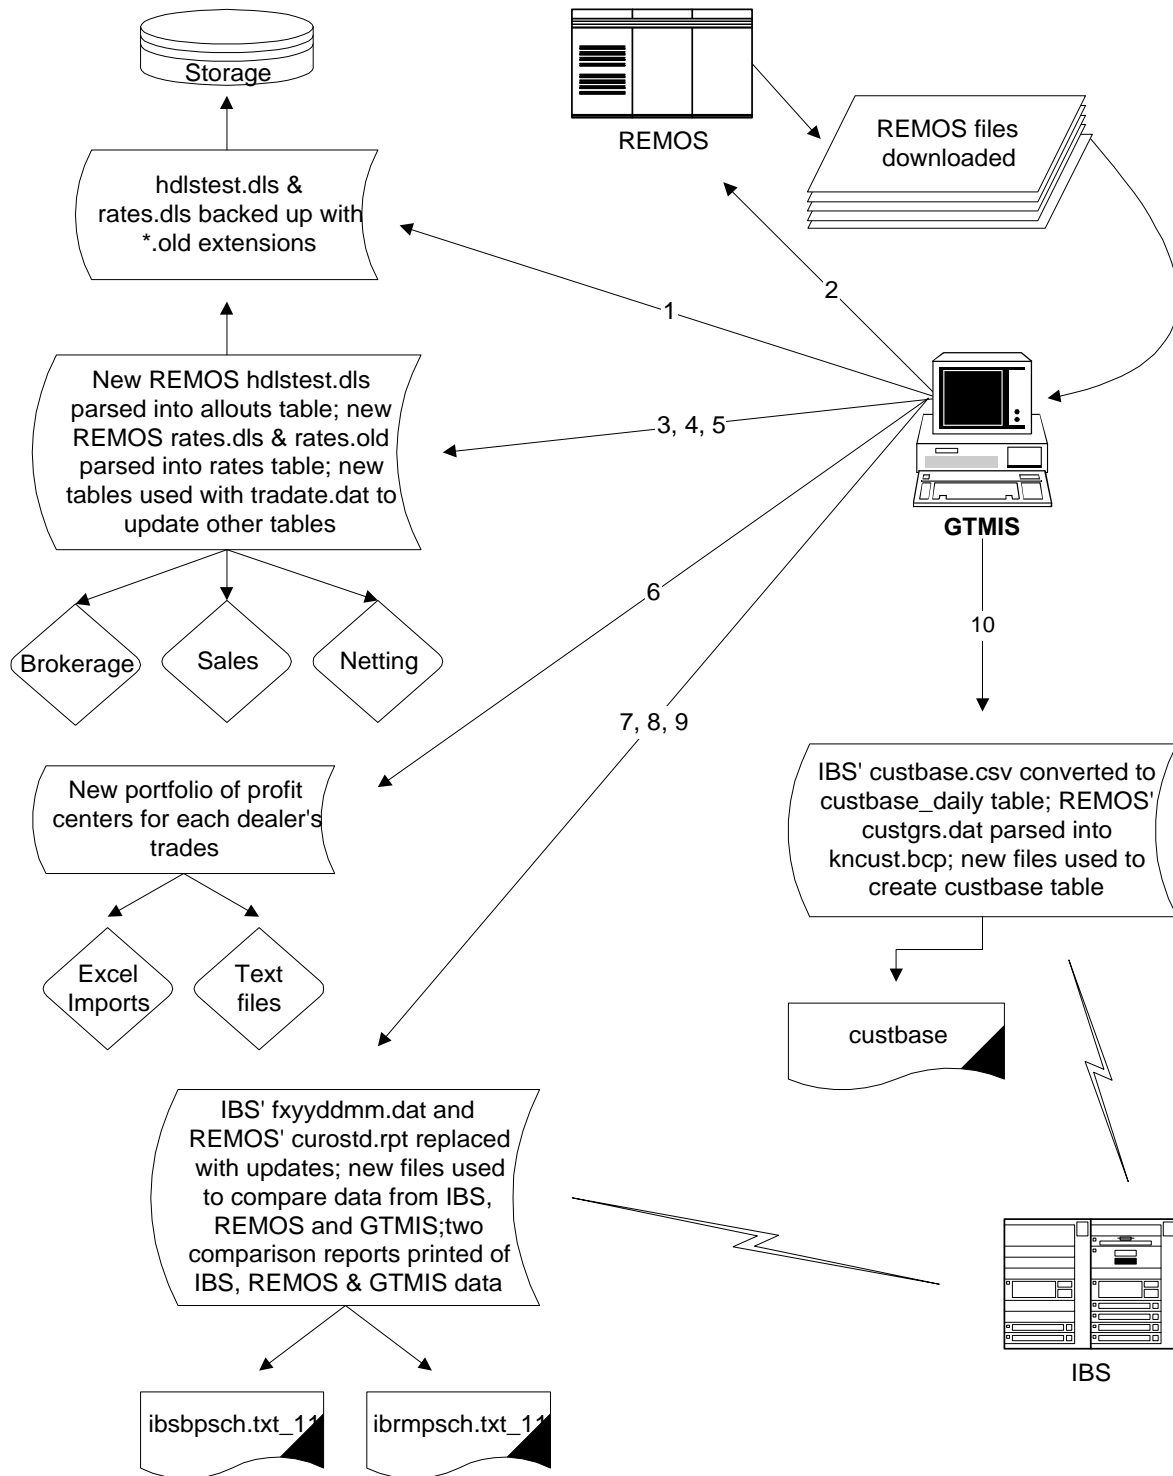 Storage
REMOS
REMOS files
downloaded
hdlstest.dls &
rates.dls backed up with
*.old extensions
1
2
New REMOS hdlstest.dls
parsed into allouts table; new
REMOS rates.dls & rates.old
parsed into rates table; new
tables used with tradate.dat to
update other tables
3, 4, 5
GTMIS
Brokerage
Sales
Netting
6
10
7, 8, 9
New portfolio of profit
centers for each dealer's
trades
Excel
Imports
Text
files
IBS' custbase.csv converted to
custbase_daily table; REMOS'
custgrs.dat parsed into
kncust.bcp; new files used to
create custbase table
custbase
IBS' fxyyddmm.dat and
REMOS' curostd.rpt replaced
with updates; new files used
to compare data from IBS,
REMOS and GTMIS;two
comparison reports printed of
IBS, REMOS & GTMIS data
IBS
ibsbpsch.txt_11
ibrmpsch.txt_11